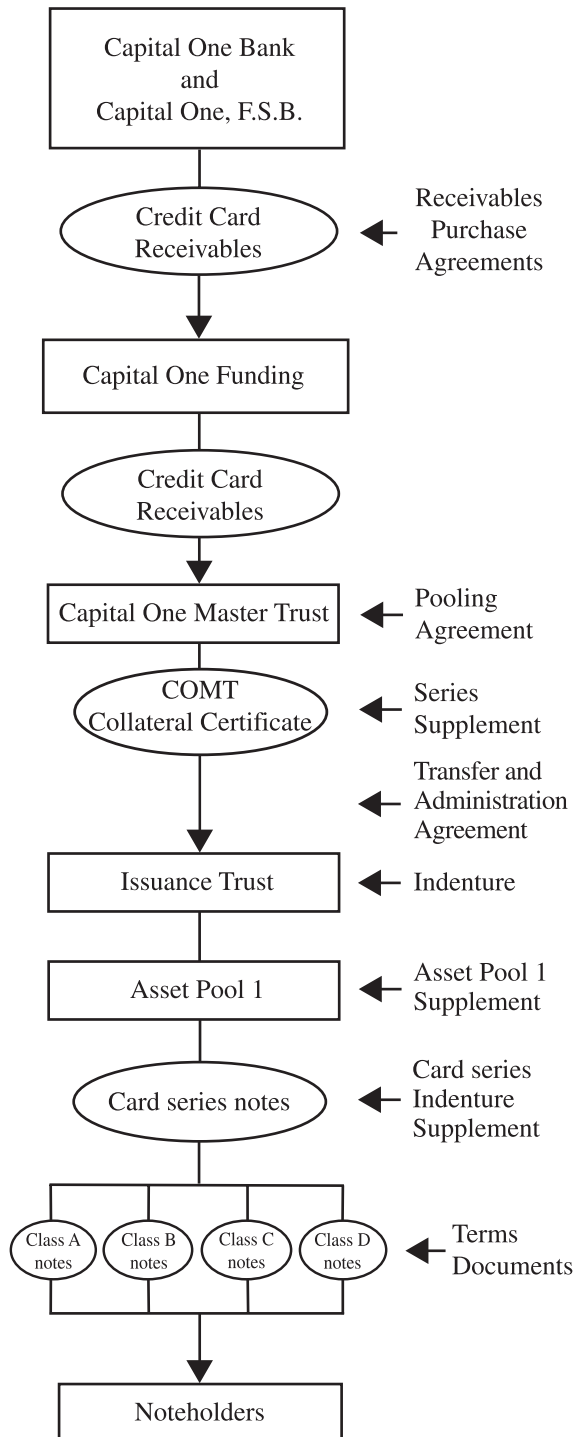 Capital One Bank
and
Capital One, F.S.B.
Credit Card
Receivables
Receivables
Purchase
Agreements
Capital One Funding
Credit Card
Receivables
Capital One Master Trust
Pooling
Agreement
COMT
Collateral Certificate
Series
Supplement
Transfer and
Administration
Agreement
Issuance Trust
Indenture
Asset Pool 1
Asset Pool 1
Supplement
Card series notes
Card series
Indenture
Supplement
Class A
notes
Class B
notes
Class C
notes
Class D
notes
Terms
Documents
Noteholders